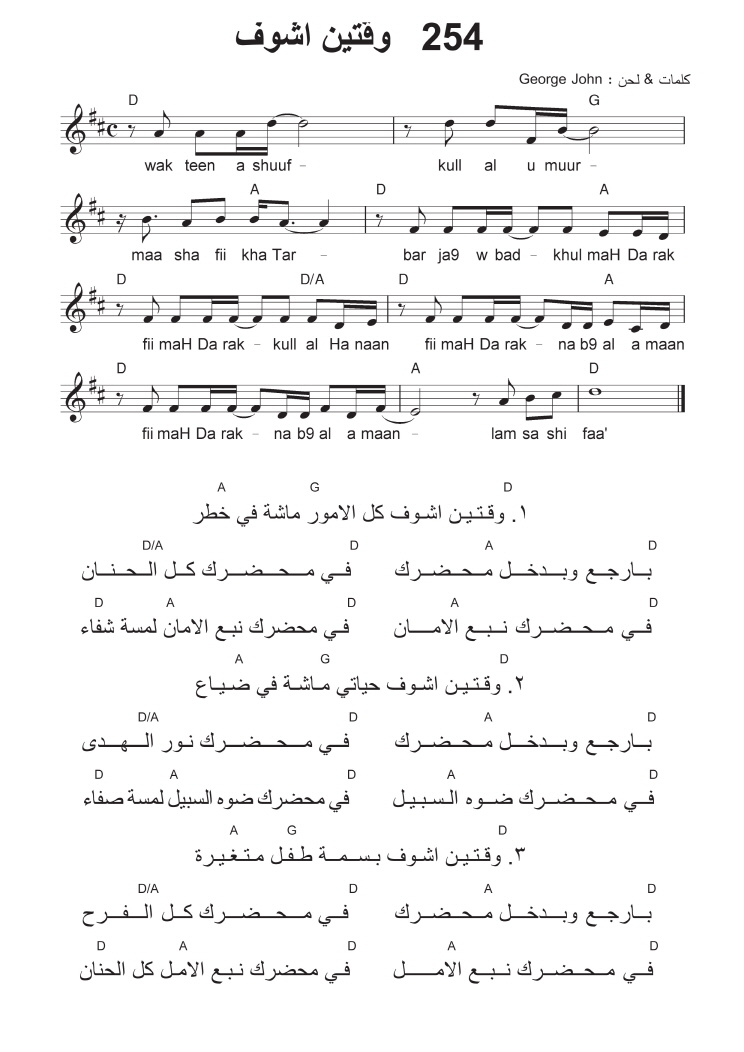 254 وقتين اشوف
كلمات & لحن : George John
D G
wak teen a shuuf - kull al u muur -
A D A
maa sha fii kha Tar - bar ja9 w bad - khul maH Da rak
D D/A D A
fii maH Da rak - kull al Ha naan fii maH Da rak - na b9 al a maan
D A D
fii maH Da rak - na b9 al a maan - lam sa shi faa'
A G D
١. وقتين اشوف كل الامور ماشة في خطر
D/A D A D
بارجع وبدخل محضرك في محضرك كل الحنان
D A D A D
في محضرك نبع الامان في محضرك نبع الامان لمسة شفاء
A G D
٢. وقتين اشوف حياتي ماشة في ضياع
D/A D A D
بارجع وبدخل محضرك في محضرك نور الهدى
D A D A D
في محضرك ضوه السبيل في محضرك ضوه السبيل لمسة صفاء
A G D
٣. وقتين اشوف بسمة طفل متغيرة
D/A D A D
بارجع وبدخل محضرك في محضرك كل الفرح
D A D A D
في محضرك نبع الامل في محضرك نبع الامل كل الحنان